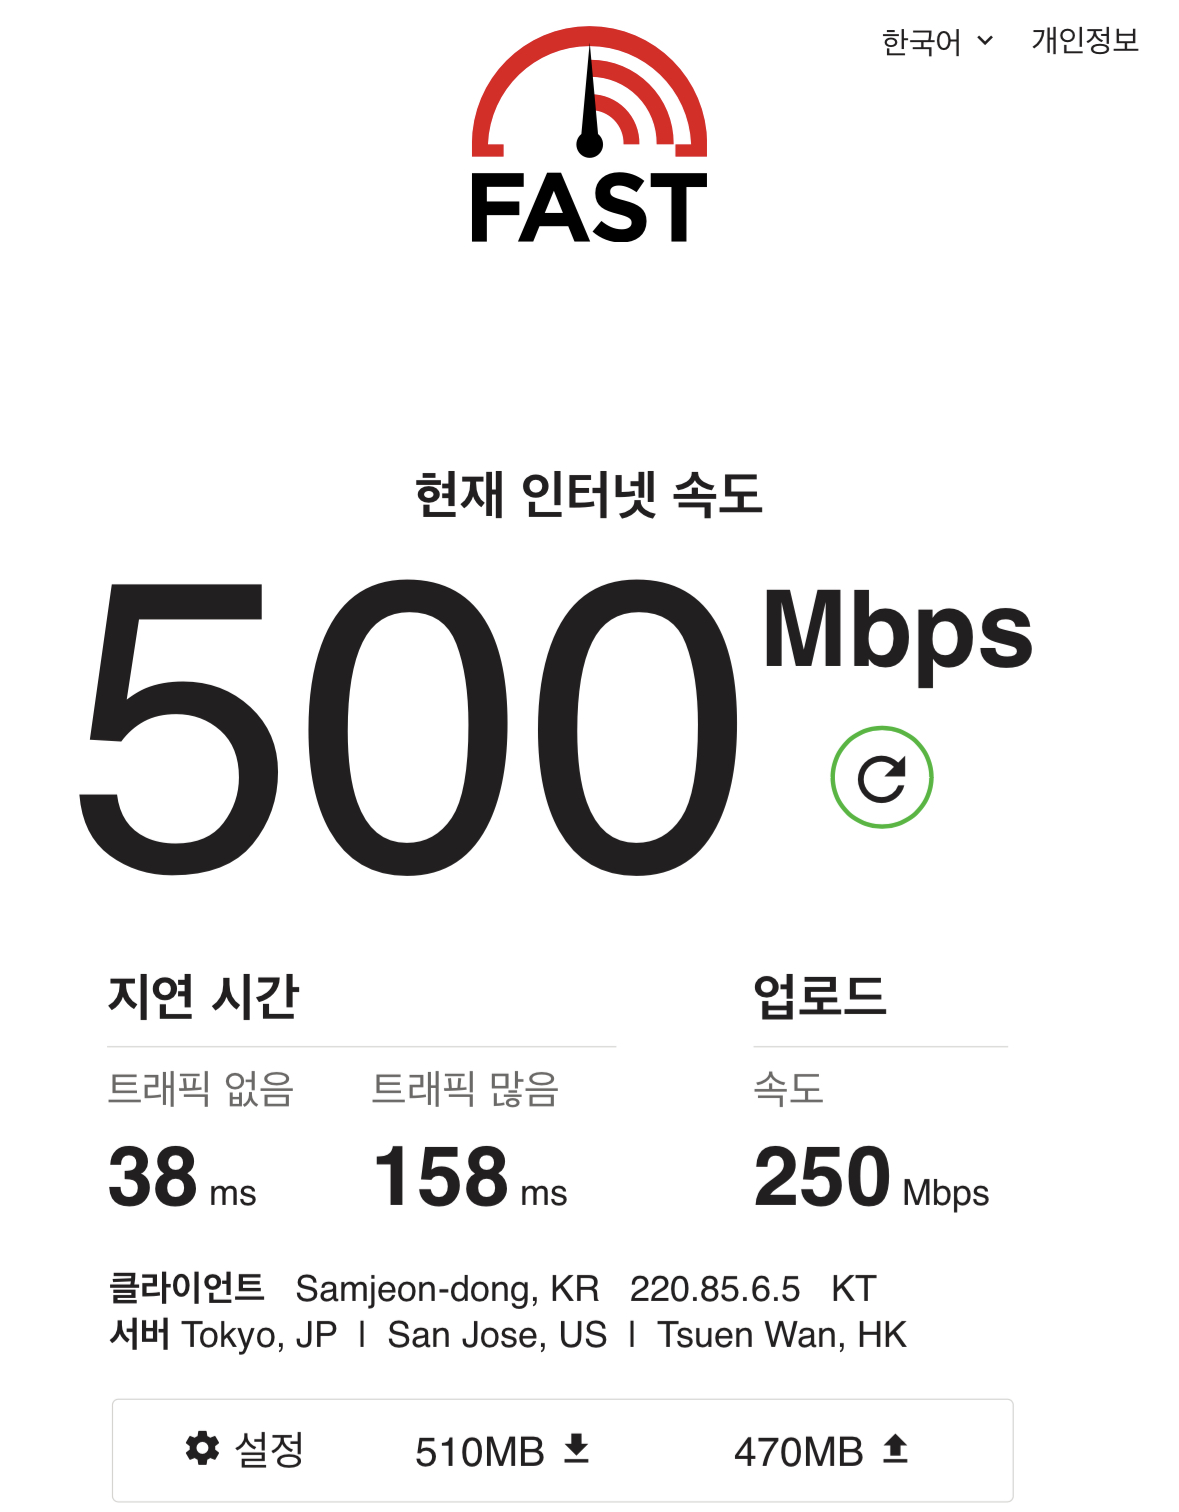 한국어 개인정보
FAST
현재 인터넷 속도
500 Mbps
지연 시간 업로드
트래픽 없음 트래픽 많음 속도
38 ms 158 ms 250 Mbps
클라이언트 Samjeon-dong, KR 220.85.6.5 KT
서버 Tokyo, JP | San Jose, US | Tsuen Wan, HK
설정 510MB 470MB